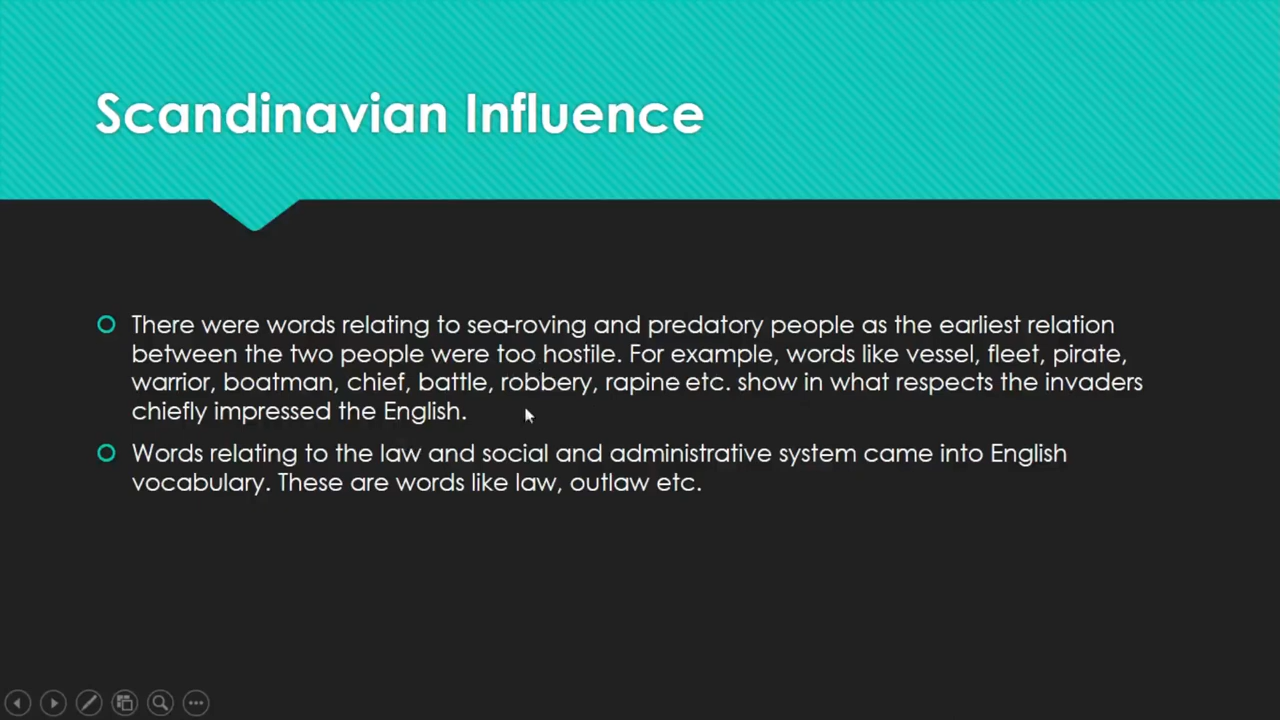 Scandinavian Influence
There were words relating to sea-roving and predatory people as the earliest relation
between the two people were too hostile. For example, words like vessel, fleet, pirate,
warrior, boatman, chief, battle, robbery, rapine etc. show in what respects the invaders
chiefly impressed the English.
Words relating to the law and social and administrative system came into English
vocabulary. These are words like law, outlaw etc.